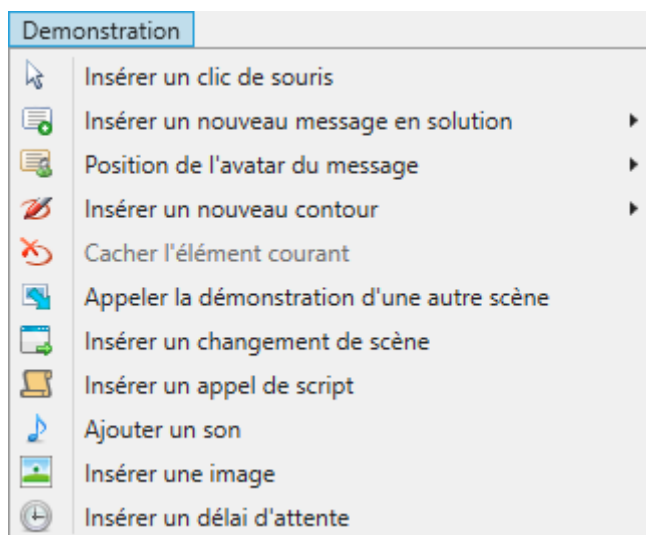 Demonstration
Insérer un clic de souris
Insérer un nouveau message en solution
Position de l'avatar du message
Insérer un nouveau contour
Cacher l'élément courant
Appeler la démonstration d'une autre scène
Insérer un changement de scène
Insérer un appel de script
Ajouter un son
Insérer une image
Insérer un délai d'attente